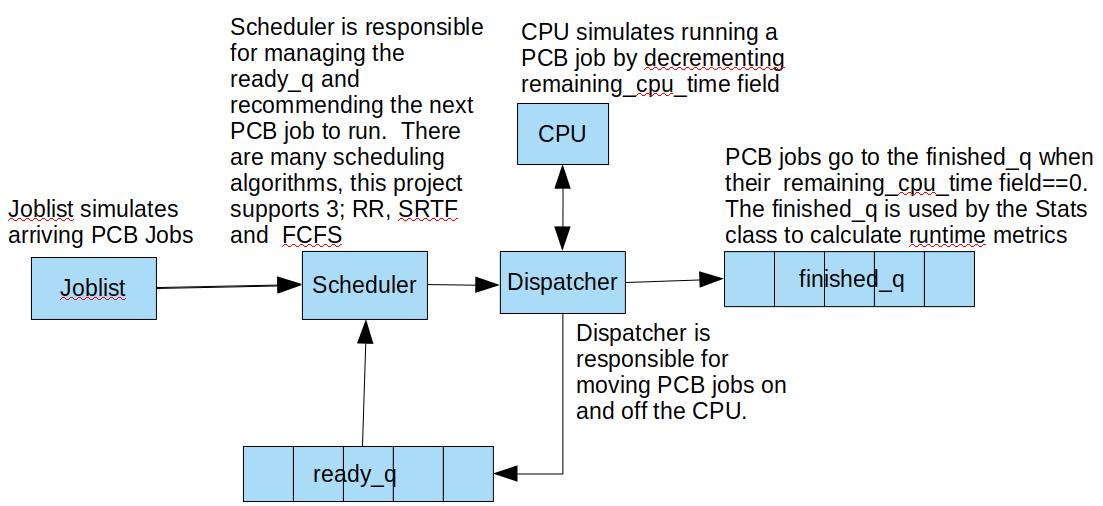 Scheduler is responsible
for managing the
ready_q and
recommending the next
PCB job to run.  There
are many scheduling
algorithms, this project
supports 3; RR, SRTF
and  FCFS
CPU simulates running a
PCB job by decrementing
remaining_cpu_time field
CPU
PCB jobs go to the finished_q when
their  remaining_cpu_time field==0.
The finished_q is used by the Stats
class to calculate runtime metrics
Joblist simulates
arriving PCB Jobs
Joblist
Scheduler
Dispatcher
finished_q
Dispatcher is
responsible for
moving PCB jobs on
and off the CPU.
ready_q